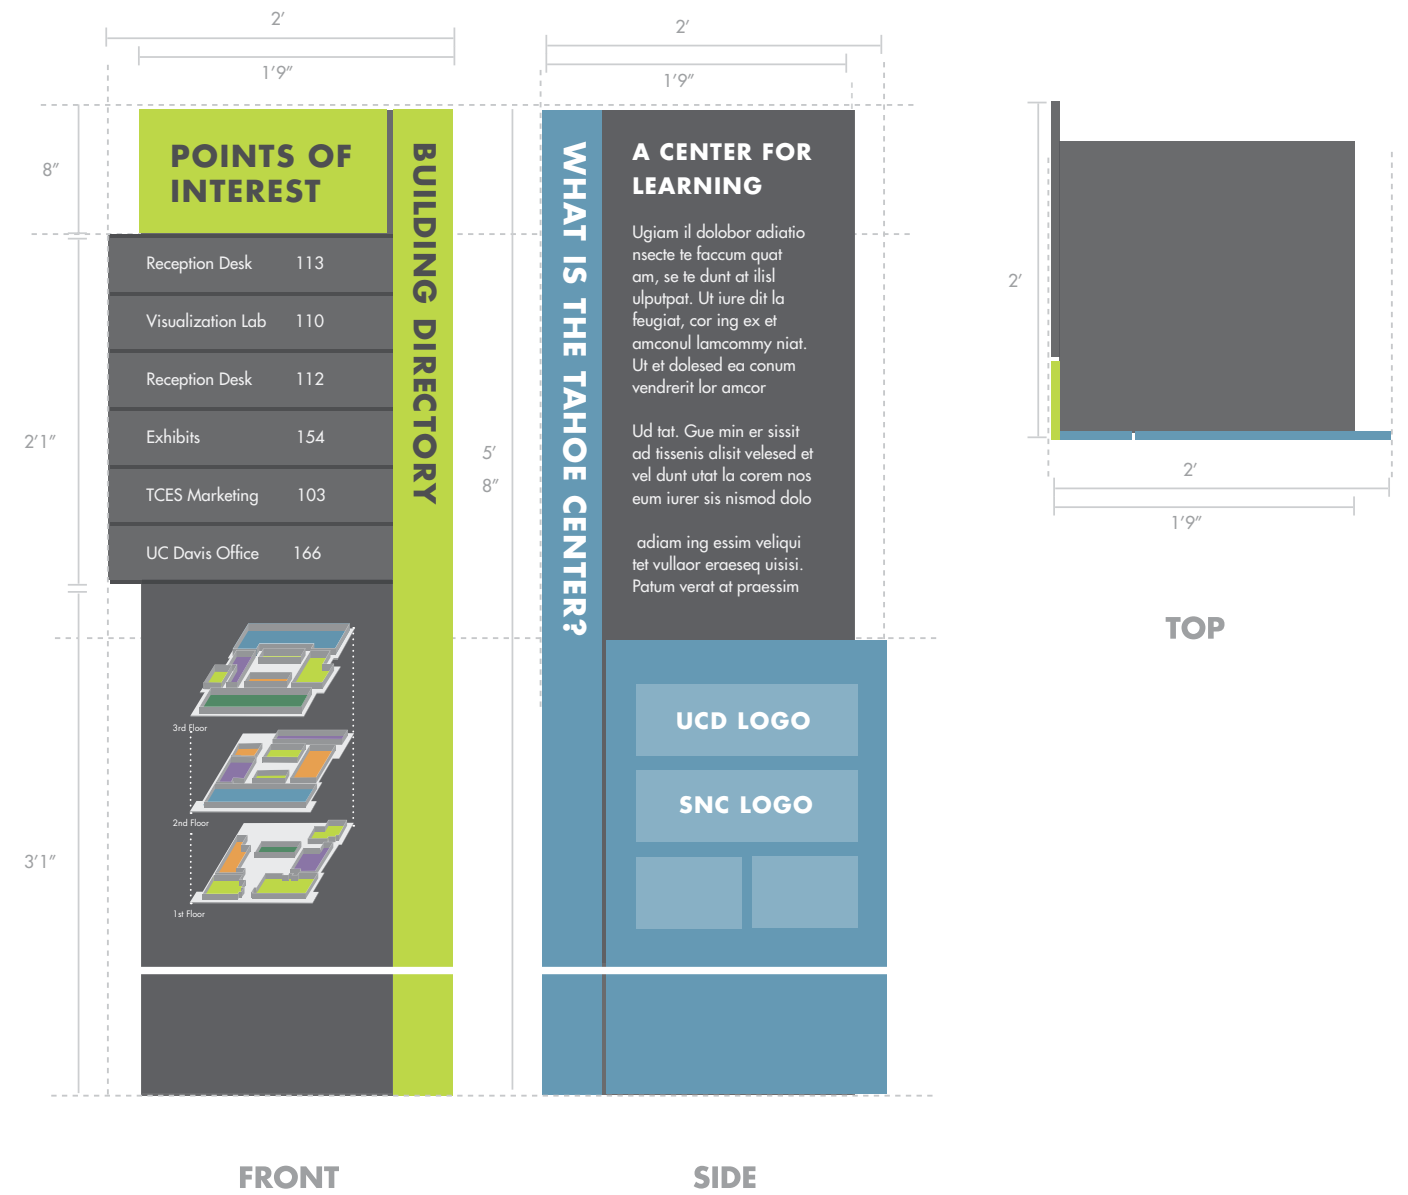 2’
1’9”
8”
2’1”
3’1”
POINTS OF
INTEREST
Reception Desk 113
Visualization Lab 110
Reception Desk 112
Exhibits 154
TCES Marketing 103
UC Davis Office 166
BUILDING DIRECTORY
3rd Floor
2nd Floor
1st Floor
FRONT
5’
8”
2’
1’9”
WHAT IS THE TAHOE CENTER?
A CENTER FOR
LEARNING
Ugiam il dolobor adiatio
nsecte te faccum quat
am, se te dunt at ilisl
ulputpat. Ut iure dit la
feugiat, cor ing ex et
amconul lamcommy niat.
Ut et dolesed ea conum
vendrerit lor amcor
Ud tat. Gue min er sissit
ad tissenis alisit velesed et
vel dunt utat la corem nos
eum iurer sis nismod dolo
adiam ing essim veliqui
tet vullaor eraeseq uisisi.
Patum verat at praessim
UCD LOGO
SNC LOGO
SIDE
2’
2’
1’9”
TOP